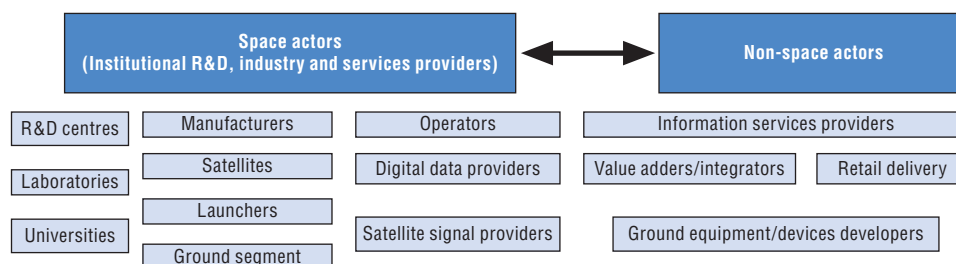 Space actors
(Institutional R&D, industry and services providers)
Non-space actors
R&D centres
Manufacturers
Operators
Information services providers
Laboratories
Satellites
Digital data providers
Value adders/integrators
Retail delivery
Universities
Launchers
Satellite signal providers
Ground equipment/devices developers
Ground segment